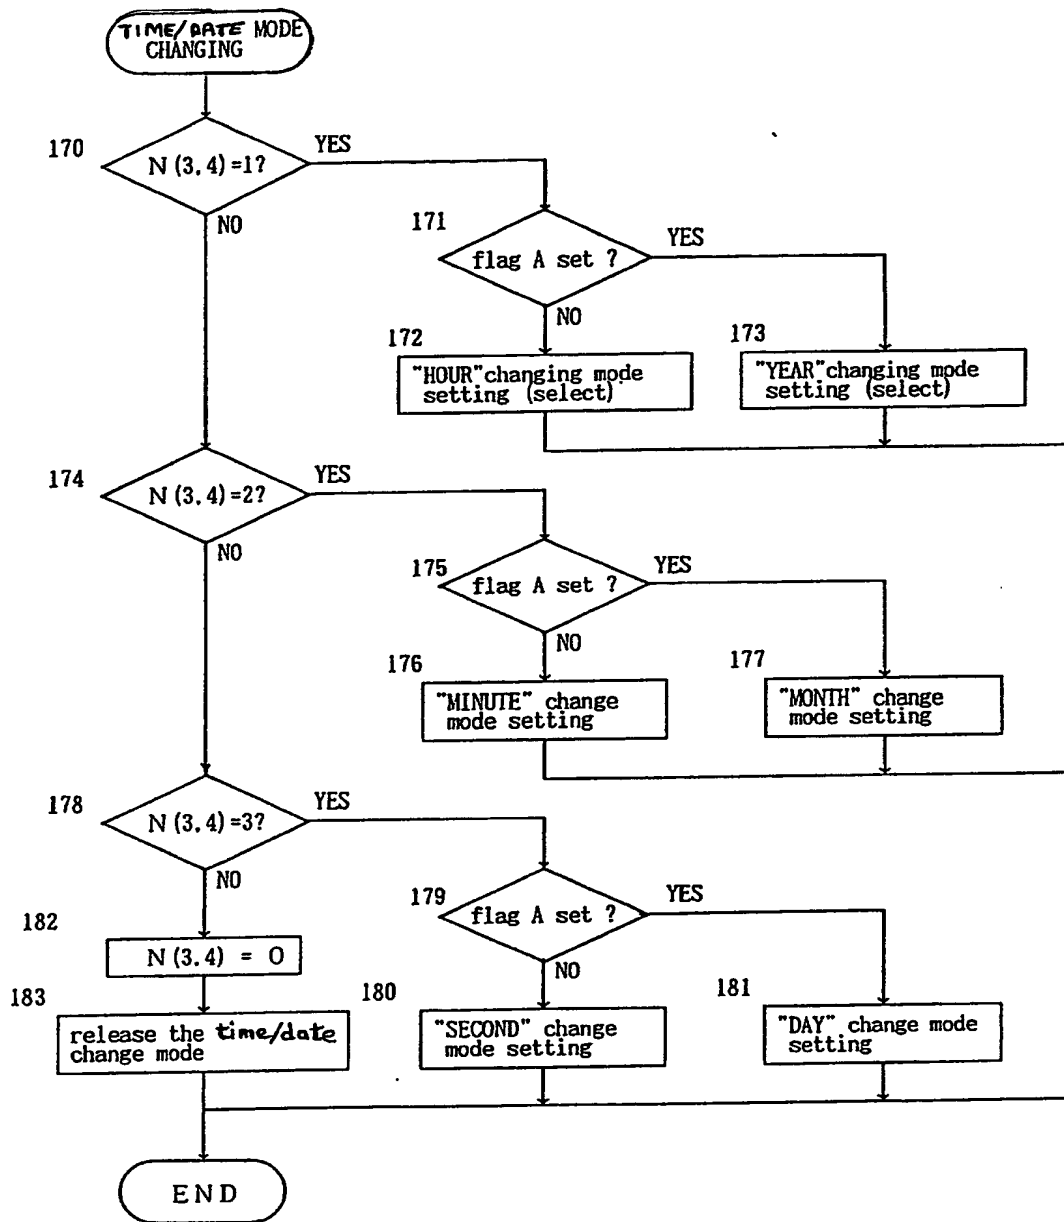 TIME/DATE MODE
CHANGING
170
N(3,4)=1?
YES
NO
171
flag A set ?
YES
NO
172
"HOUR"changing mode
setting (select)
173
"YEAR"changing mode
setting (select)
174
N(3,4)=2?
YES
NO
175
flag A set ?
YES
NO
176
"MINUTE" change
mode setting
177
"MONTH" change
mode setting
178
N(3,4)=3?
YES
NO
179
flag A set ?
YES
NO
180
"SECOND" change
mode setting
181
"DAY" change mode
setting
182
N(3,4) = 0
183
release the time/date
change mode
END